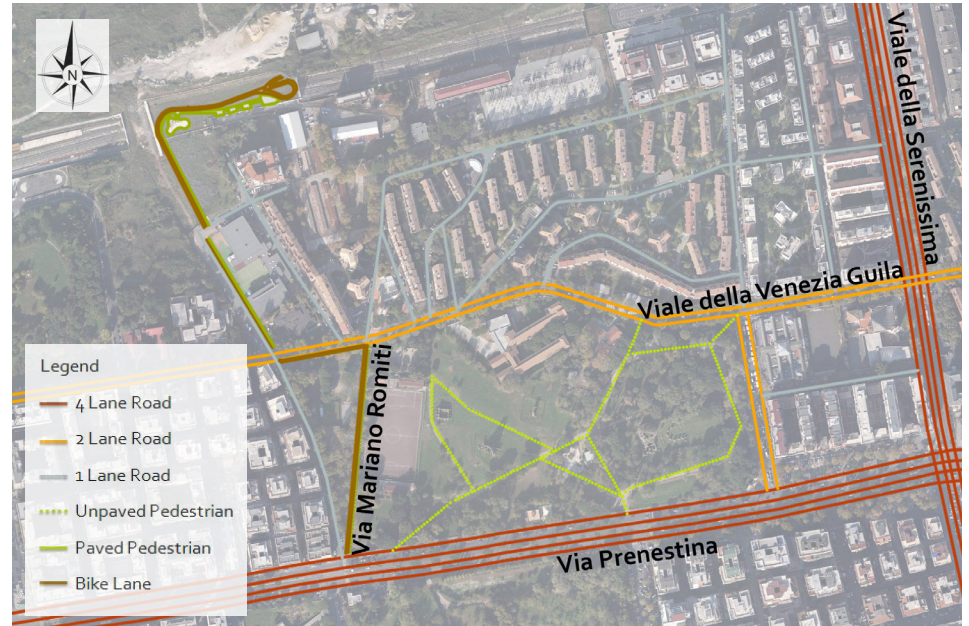 N
Viale della Serenissima
Viale della Venezia Guila
Via Mariano Romiti
Via Prenestina
Legend
4 Lane Road
2 Lane Road
1 Lane Road
Unpaved Pedestrian
Paved Pedestrian
Bike Lane